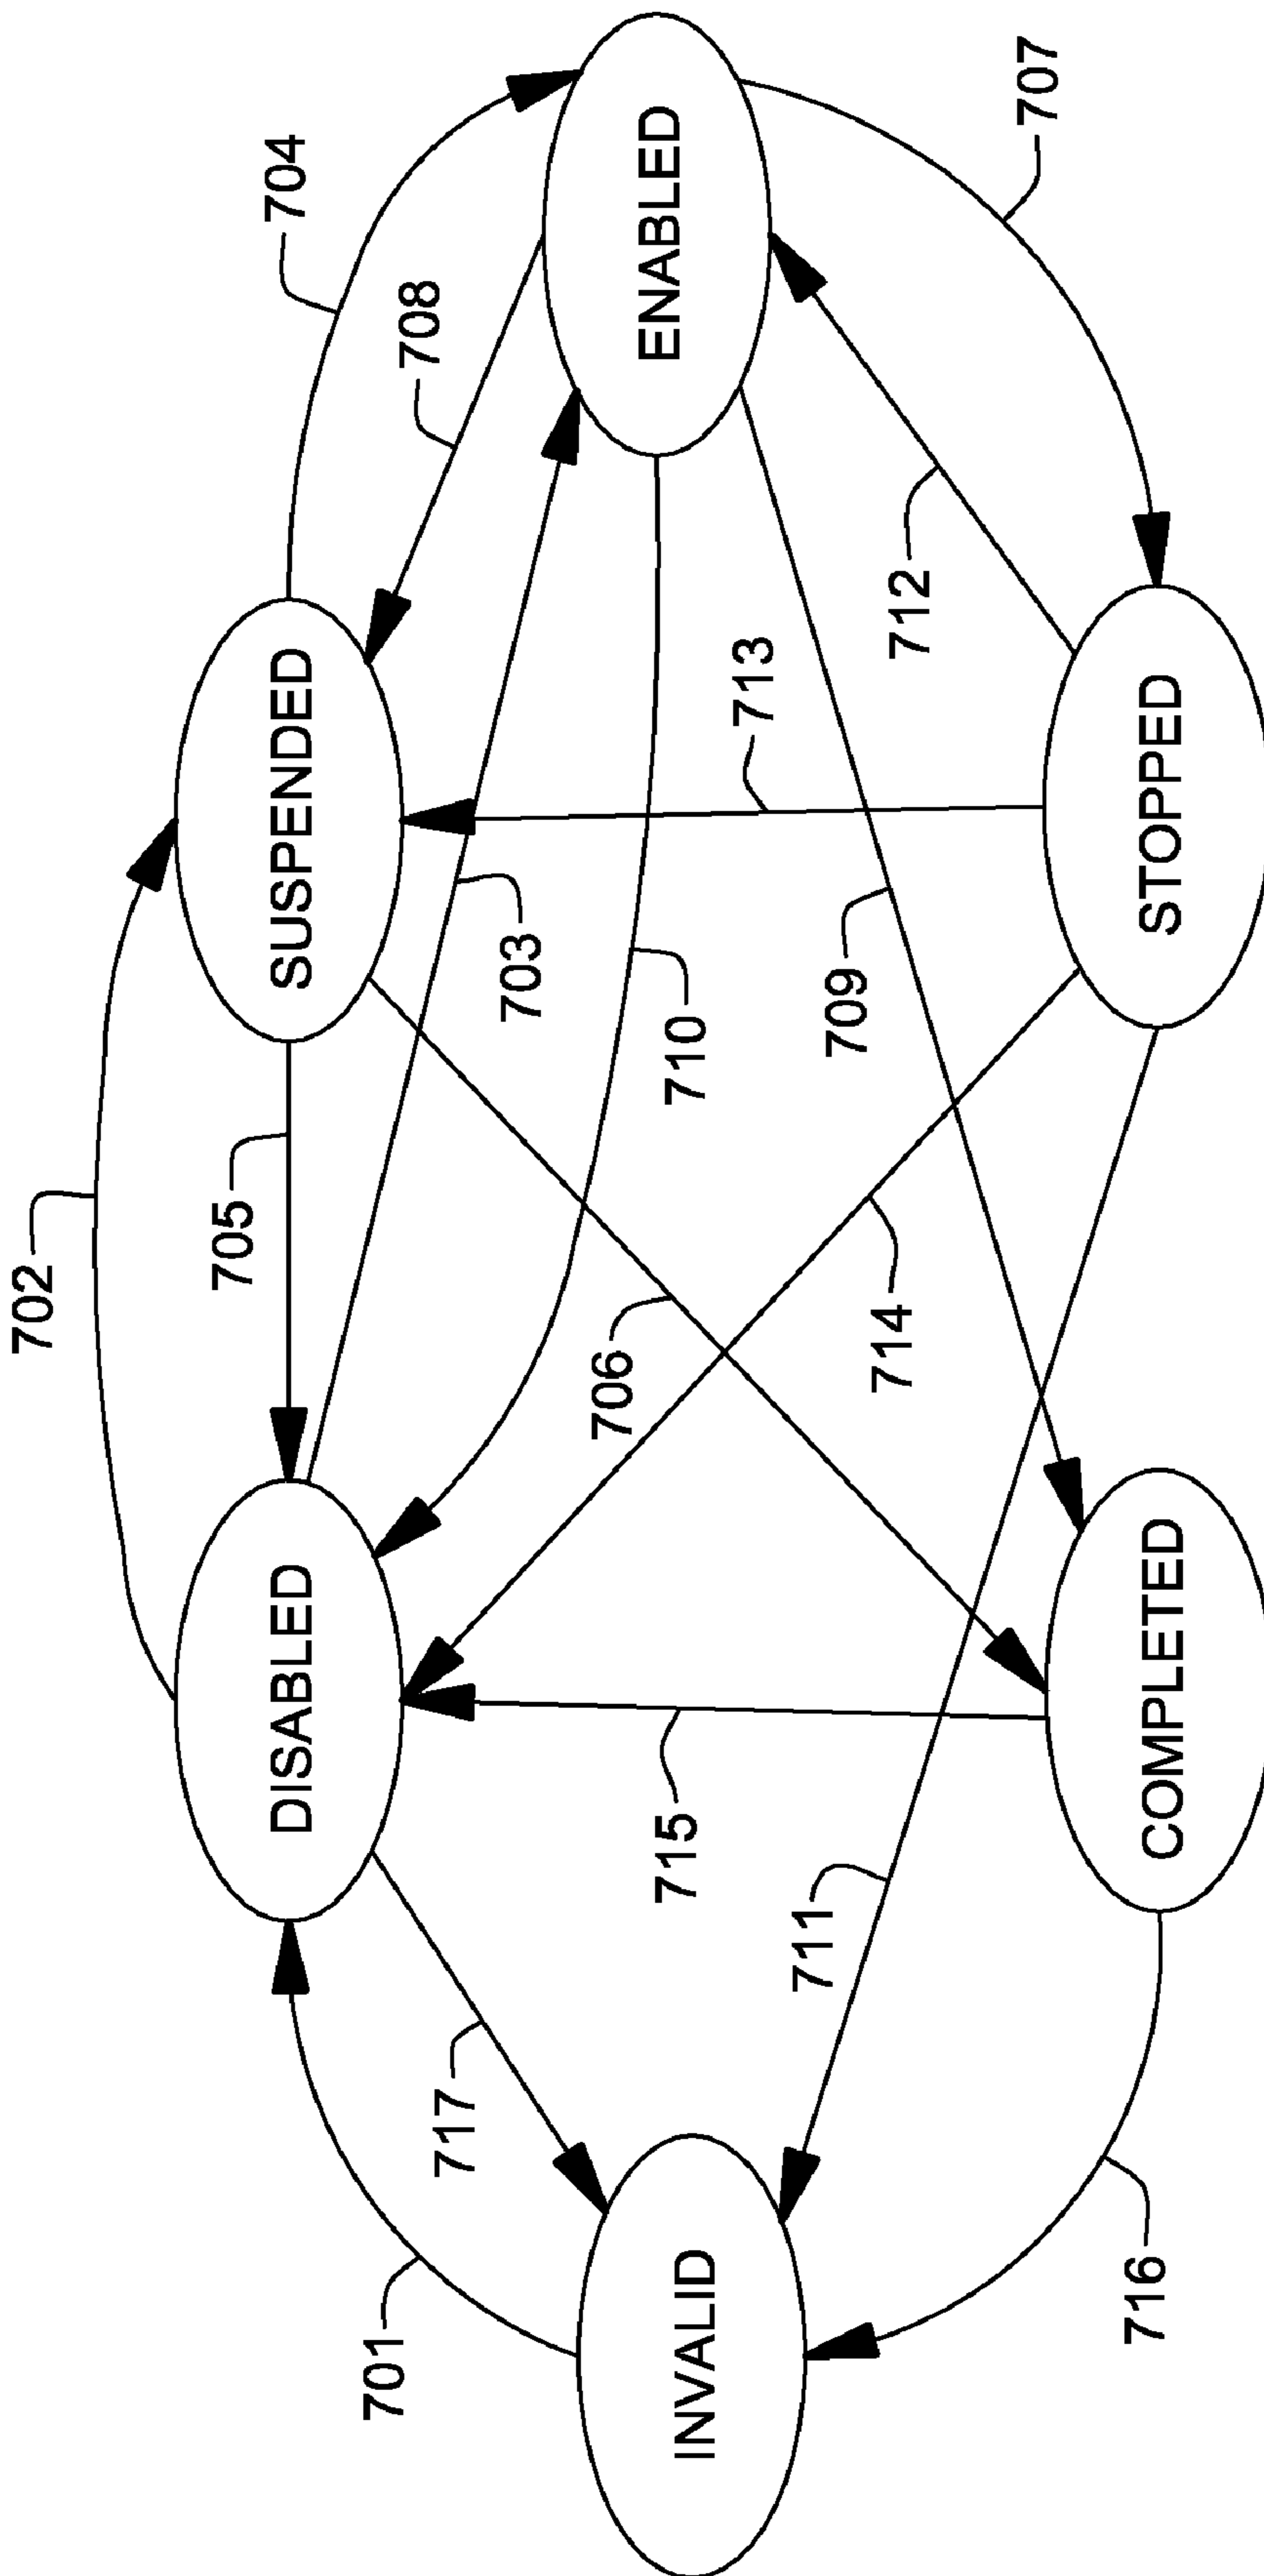 702
704
SUSPENDED
705
708
DISABLED
703
ENABLED
701
717
710
713
706
707
INVALID
715
709
712
714
711
STOPPED
COMPLETED
716